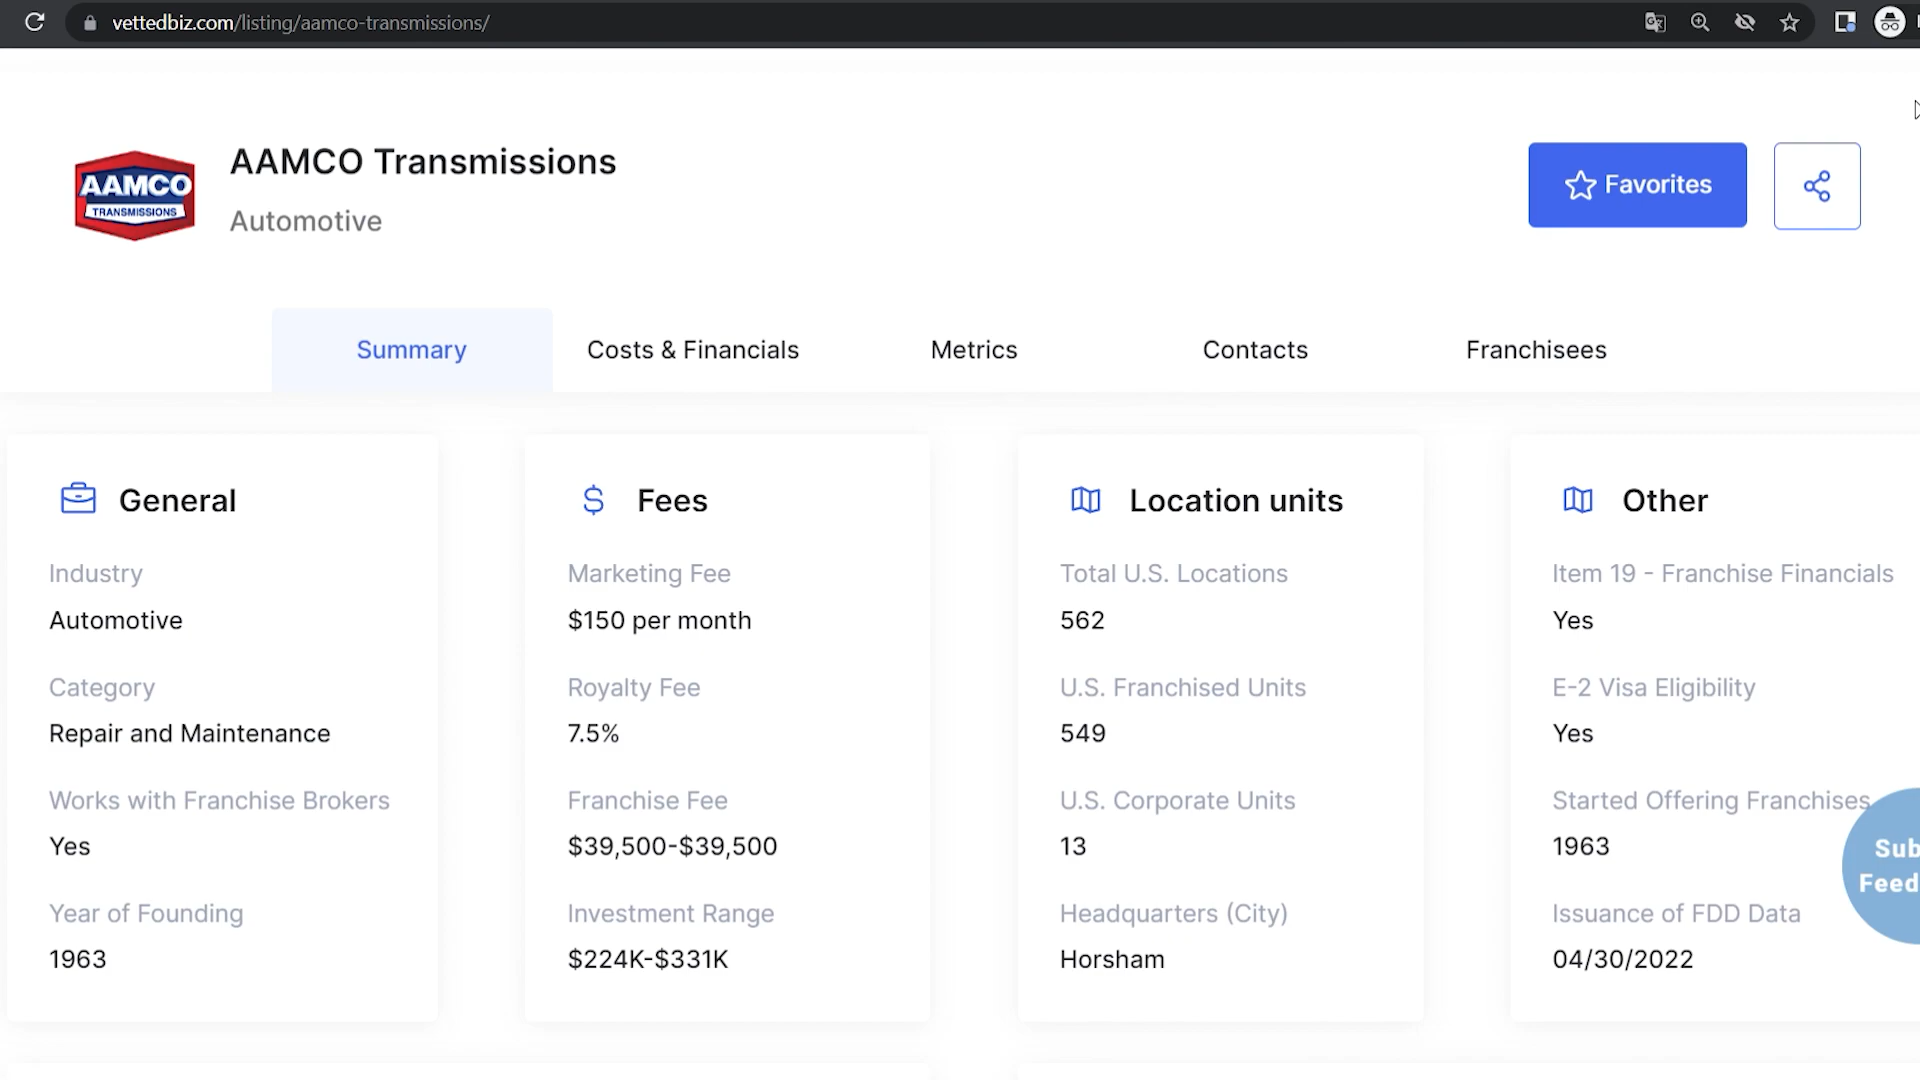 vettedbiz.com/listing/aamco-transmissions/
AAMCO
TRANSMISSIONS
AAMCO Transmissions
Automotive
Favorites
Summary
Costs & Financials
Metrics
Contacts
Franchisees
General
Industry
Automotive
Category
Repair and Maintenance
Works with Franchise Brokers
Yes
Year of Founding
1963
Fees
Marketing Fee
$150 per month
Royalty Fee
7.5%
Franchise Fee
$39,500-$39,500
Investment Range
$224K-$331K
Location units
Total U.S. Locations
562
U.S. Franchised Units
549
U.S. Corporate Units
13
Headquarters (City)
Horsham
Other
Item 19 - Franchise Financials
Yes
E-2 Visa Eligibility
Yes
Started Offering Franchises
1963
Issuance of FDD Data
04/30/2022
Sub
Feed